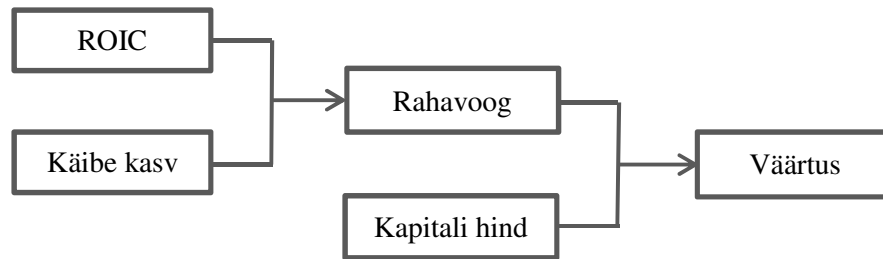 ROIC
Käibe kasv
Rahavoog
Kapitali hind
Väärtus